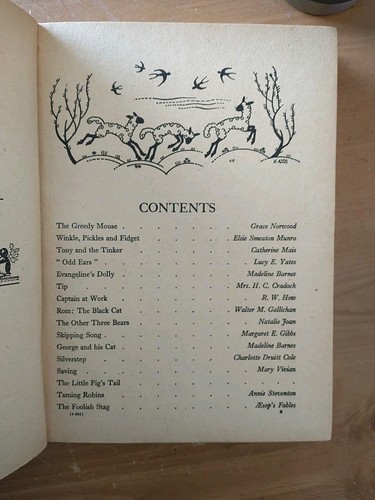 CONTENTS
The Greedy Mouse . . . . . . Grace Norwood
Winkle, Pickles and Fidget . . . . . Elsie Smeaton Munro
Tony and the Tinker . . . . . Catherine Mais
"Odd Ears" . . . . . . Lucy E. Yates
Evangeline's Dolly . . . . . Madeline Barnes
Tip . . . . . . Mrs. H. C. Cradock
Captain at Work . . . . . . R. W. How
Rom: The Black Cat . . . . . Walter M. Gallichan
The Other Three Bears . . . . . Natalie Joan
Skipping Song . . . . . . Margaret E. Gibbs
George and his Cat . . . . . Madeline Barnes
Silverstep . . . . . . Charlotte Druitt Cole
Saving . . . . . . Mary Vivian
The Little Pig's Tail . . . . . .
Taming Robins . . . . . . Annie Steventon
The Foolish Stag . . . . . . Æsop's Fables